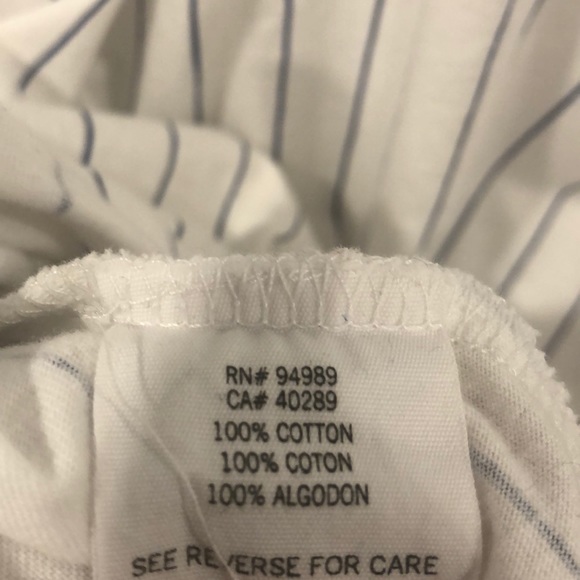 RN# 94989
CA# 40289
100% COTTON
100% COTON
100% ALGODON
SEE REVERSE FOR CARE